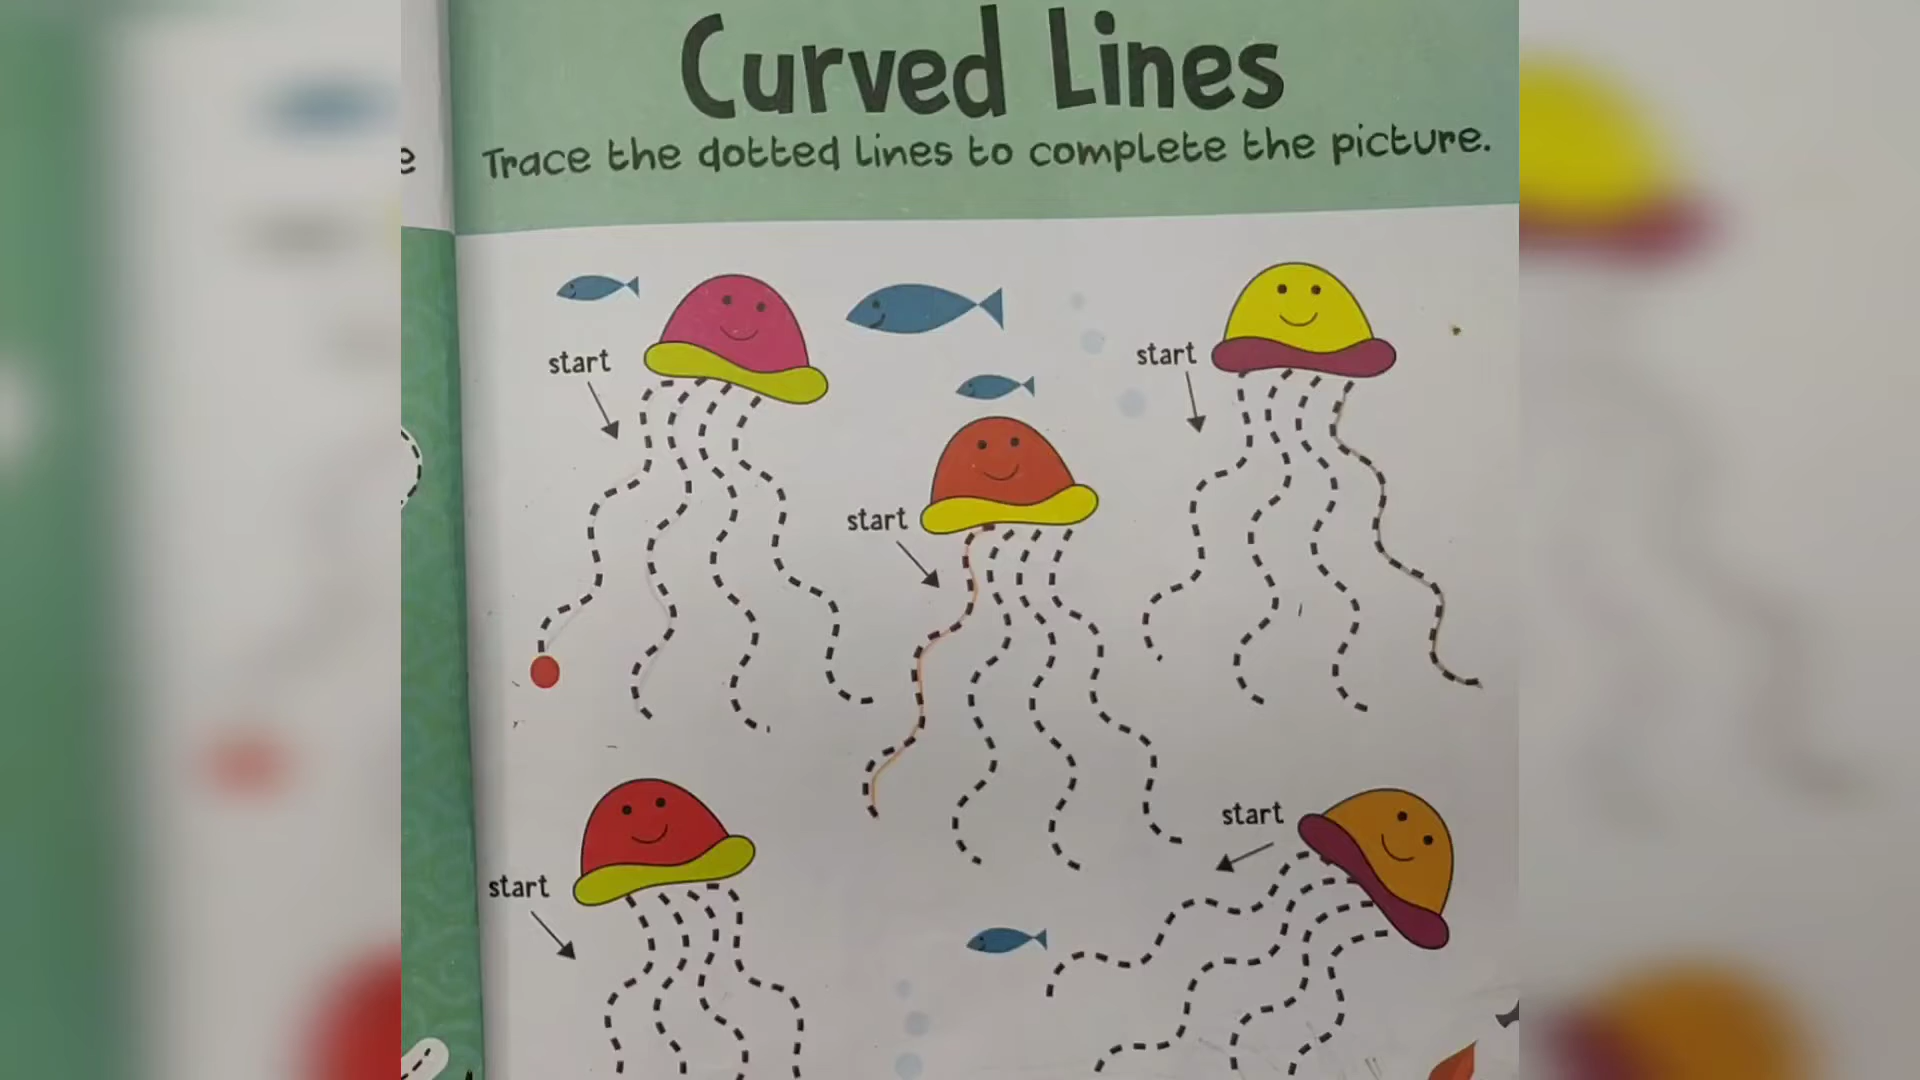 Curved Lines
e
Trace the dotted lines to complete the picture.
start
start
start
start
start